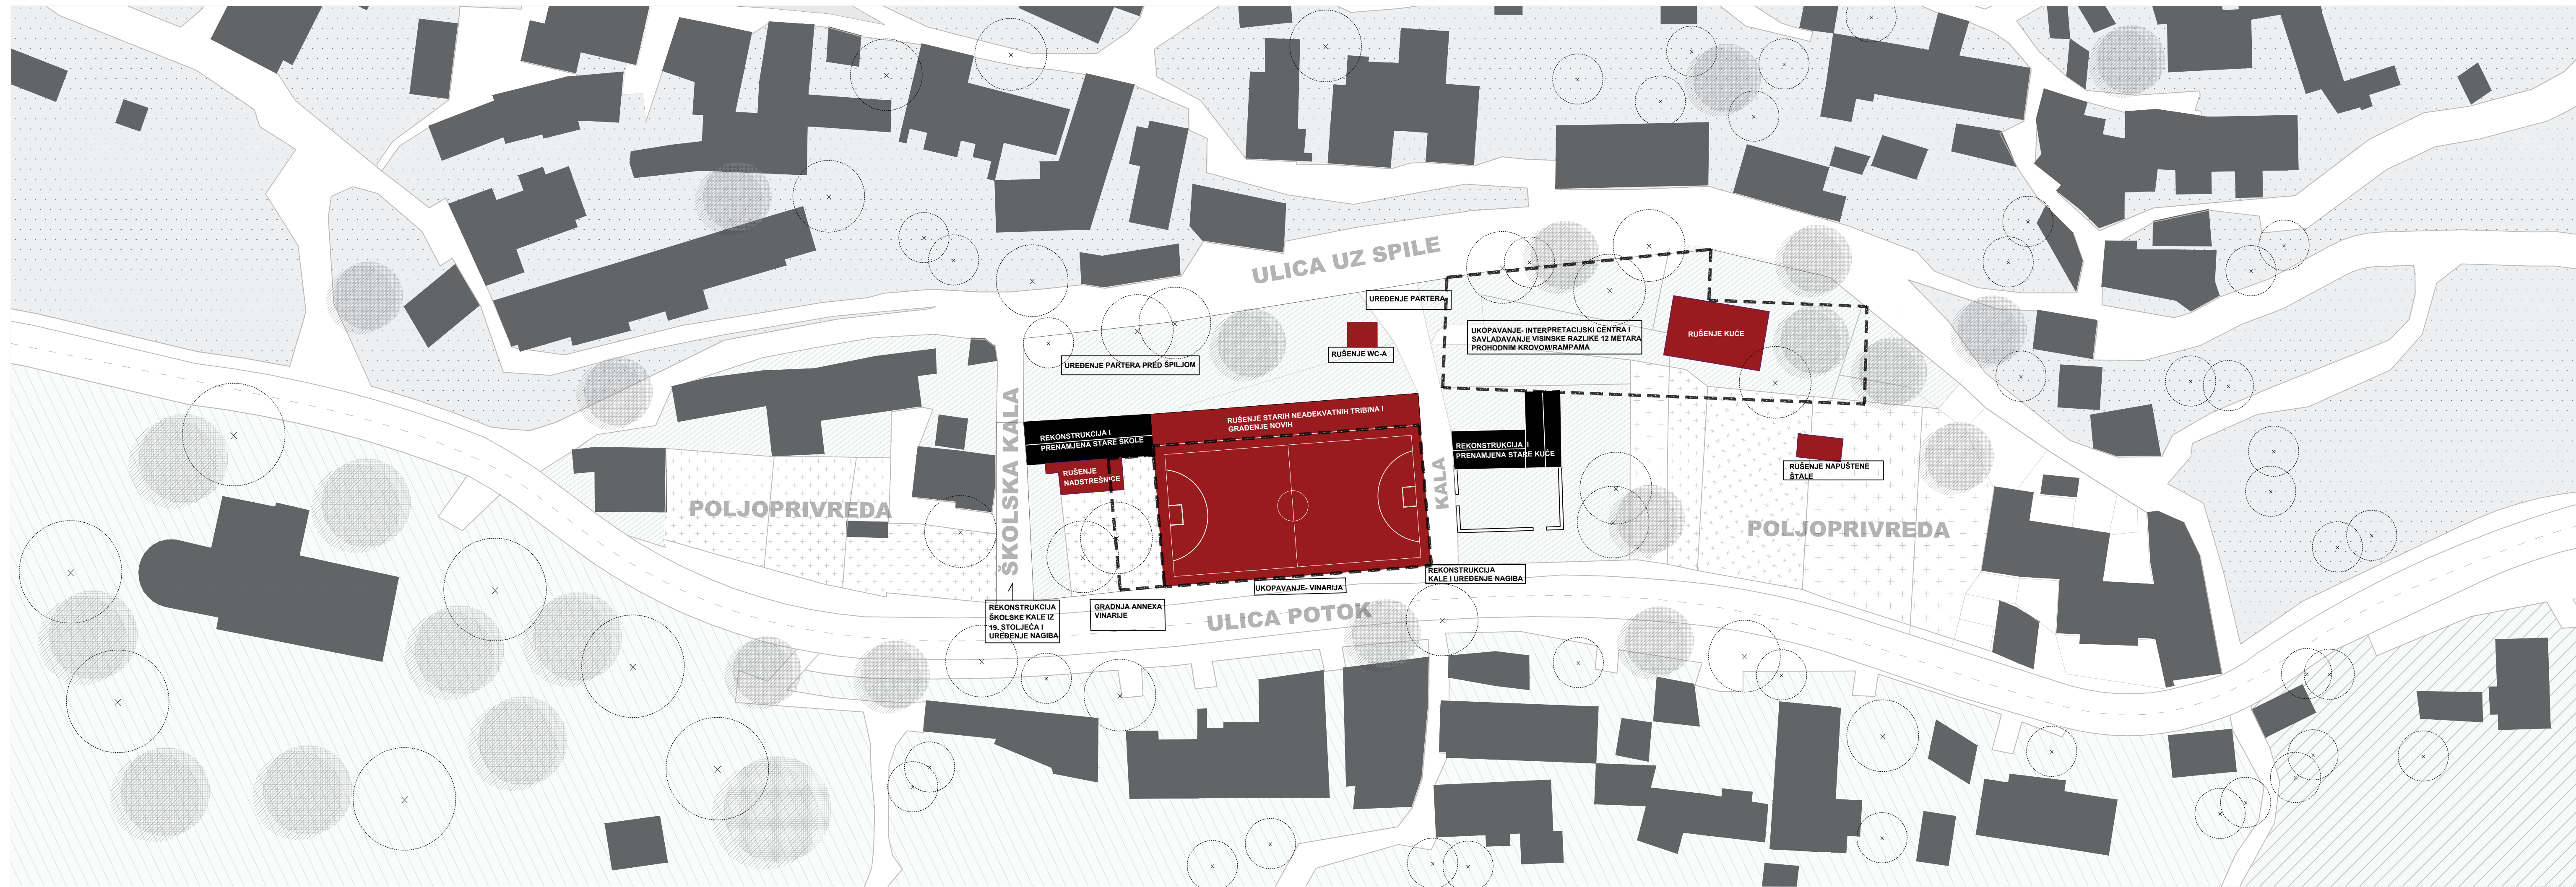 ULICA UZ SPILE
UREĐENJE PARTERA
UKOPAVANJE- INTERPRETACIJSKI CENTRA I
SAVLADAVANJE VISINSKE RAZLIKE 12 METARA
PROHODNIM KROVOM/RAMPAMA
RUŠENJE KUĆE
RUŠENJE WC-A
UREĐENJE PARTERA PRED ŠPILJOM
ŠKOLSKA KALA
REKONSTRUKCIJA I
PRENAMJENA STARE ŠKOLE
RUŠENJE STARIH NEADEKVATNIH TRIBINA I
GRAĐENJE NOVIH
RUŠENJE
NADSTREŠNICE
KALA
REKONSTRUKCIJA I
PRENAMJENA STARE KUĆE
RUŠENJE NAPUŠTENE
ŠTALE
POLJOPRIVREDA
POLJOPRIVREDA
REKONSTRUKCIJA
KALE I UREĐENJE NAGIBA
UKOPAVANJE- VINARIJA
REKONSTRUKCIJA
ŠKOLSKE KALE IZ
19. STOLJEĆA I
UREĐENJE NAGIBA
GRADNJA ANNEXA
VINARIJE
ULICA POTOK